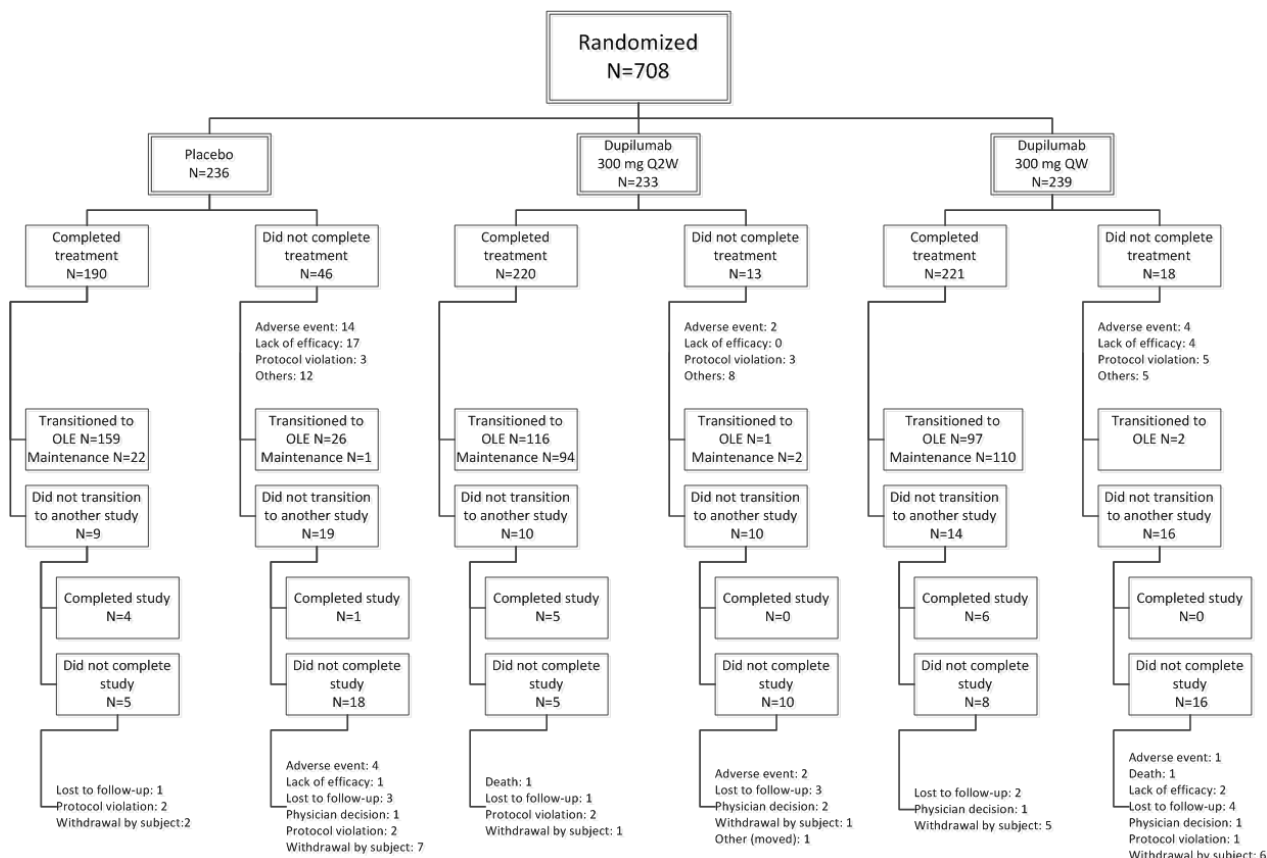 Randomized
N=708
Placebo
N=236
Dupilumab
300 mg Q2W
N=233
Dupilumab
300 mg QW
N=239
Completed
treatment
N=190
Did not complete
treatment
N=46
Completed
treatment
N=220
Did not complete
treatment
N=13
Completed
treatment
N=221
Did not complete
treatment
N=18
Adverse event: 14
Lack of efficacy: 17
Protocol violation: 3
Others: 12
Adverse event: 2
Lack of efficacy: 0
Protocol violation: 3
Others: 8
Adverse event: 4
Lack of efficacy: 4
Protocol violation: 5
Others: 5
Transitioned to
OLE N=159
Maintenance N=22
Transitioned to
OLE N=26
Maintenance N=1
Transitioned to
OLE N=116
Maintenance N=94
Transitioned to
OLE N=1
Maintenance N=2
Transitioned to
OLE N=97
Maintenance N=110
Transitioned to
OLE N=2
Did not transition
to another study
N=9
Did not transition
to another study
N=19
Did not transition
to another study
N=10
Did not transition
to another study
N=10
Did not transition
to another study
N=14
Did not transition
to another study
N=16
Completed study
N=4
Completed study
N=1
Completed study
N=5
Completed study
N=0
Completed study
N=6
Completed study
N=0
Did not complete
study
N=5
Did not complete
study
N=18
Did not complete
study
N=5
Did not complete
study
N=10
Did not complete
study
N=8
Did not complete
study
N=16
Lost to follow-up: 1
Protocol violation: 2
Withdrawal by subject:2
Adverse event: 4
Lack of efficacy: 1
Lost to follow-up: 3
Physician decision: 1
Protocol violation: 2
Withdrawal by subject: 7
Death: 1
Lost to follow-up: 1
Protocol violation: 2
Withdrawal by subject: 1
Adverse event: 2
Lost to follow-up: 3
Physician decision: 2
Withdrawal by subject: 1
Other (moved): 1
Lost to follow-up: 2
Physician decision: 1
Withdrawal by subject: 5
Adverse event: 1
Death: 1
Lack of efficacy: 2
Lost to follow-up: 4
Physician decision: 1
Protocol violation: 1
Withdrawal by subject: 6